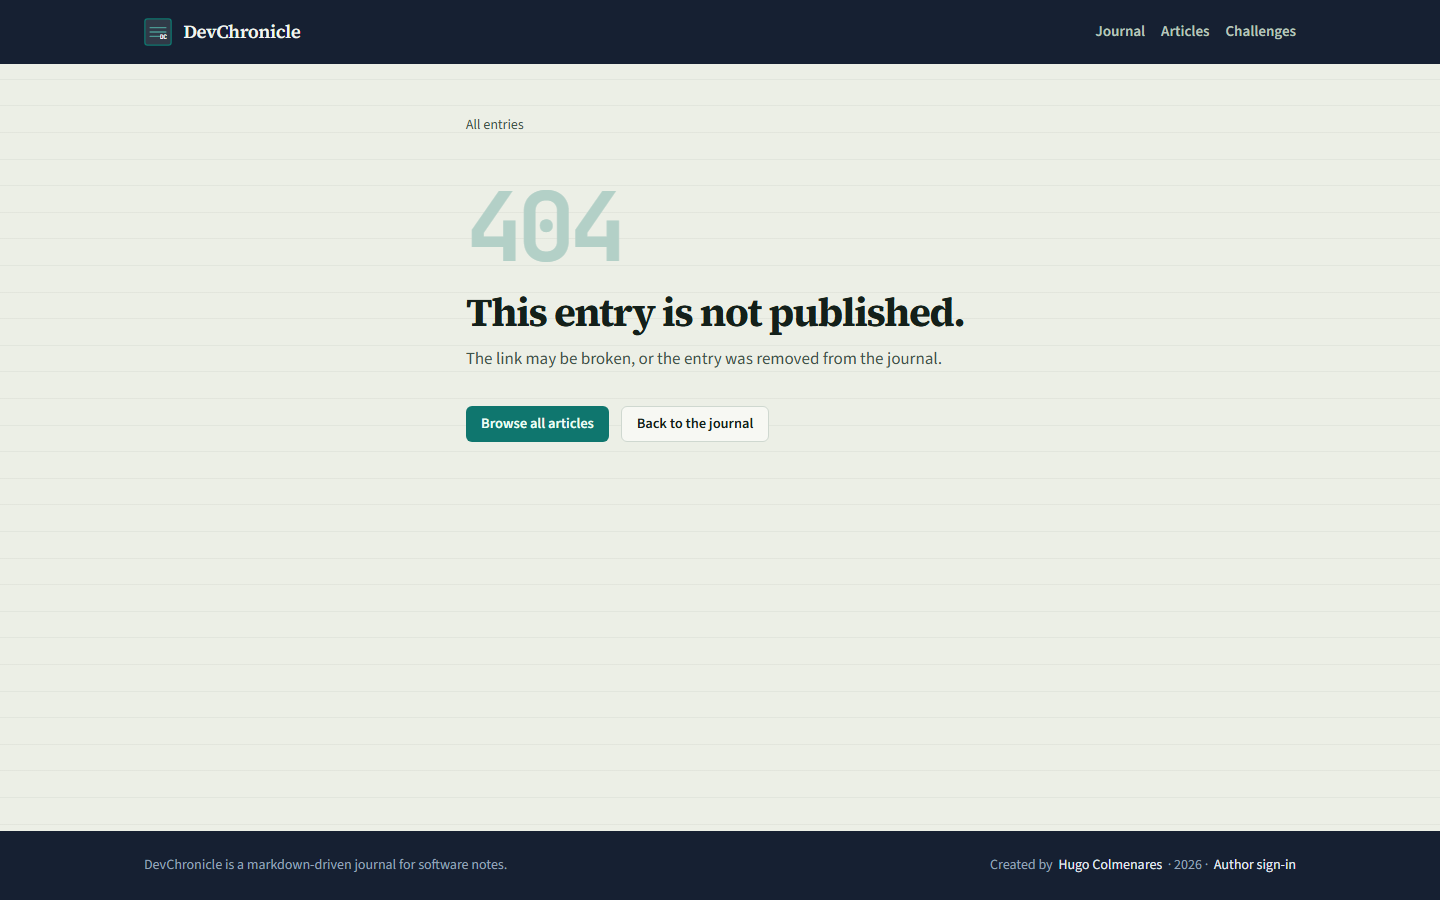 DC
DevChronicle
Journal Articles Challenges
All entries
404
This entry is not published.
The link may be broken, or the entry was removed from the journal.
Browse all articles Back to the journal
DevChronicle is a markdown-driven journal for software notes.
Created by Hugo Colmenares · 2026 · Author sign-in